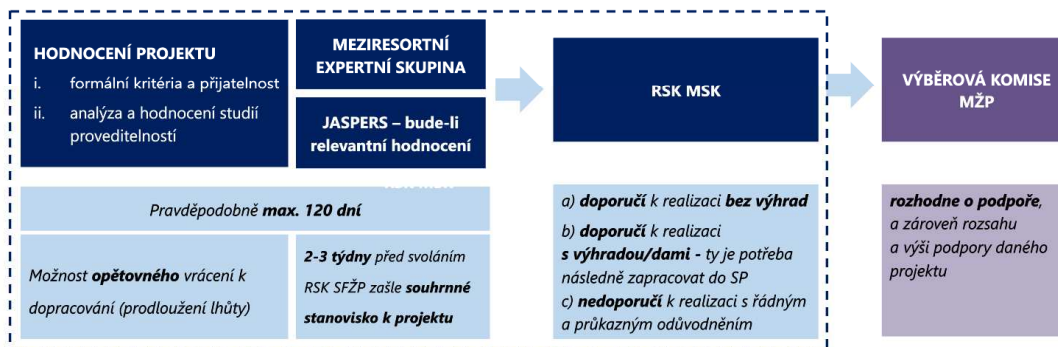 HODNOCENÍ PROJEKTU
i. formální kritéria a přijatelnost
ii. analýza a hodnocení studií
proveditelností
MEZIRESORTNÍ
EXPERTNÍ SKUPINA
JASPERS – bude-li
relevantní hodnocení
RSK MSK
VÝBĚROVÁ KOMISE
MŽP
Pravděpodobně max. 120 dní
Možnost opětovného vrácení k
dopracování (prodloužení lhůty)
2-3 týdny před svoláním
RSK SFŽP zašle souhrnné
stanovisko k projektu
a) doporučí k realizaci bez výhrad
b) doporučí k realizaci
s výhradou/dami - ty je potřeba
následně zapracovat do SP
c) nedoporučí k realizaci s řádným
a průkazným odůvodněním
rozhodne o podpoře,
a zároveň rozsahu
a výši podpory daného
projektu